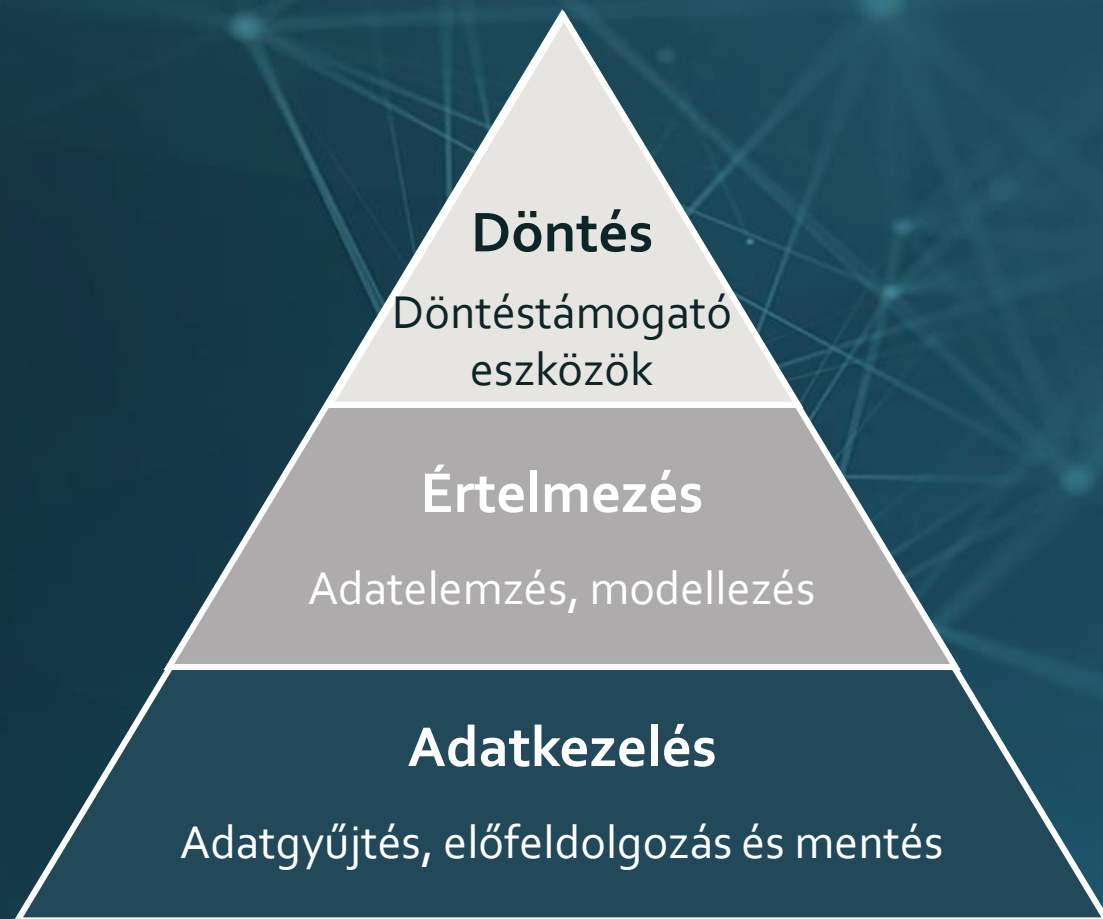 Döntés
Döntéstámogató
eszközök
Értelmezés
Adatelemzés, modellezés
Adatkezelés
Adatgyűjtés, előfeldolgozás és mentés